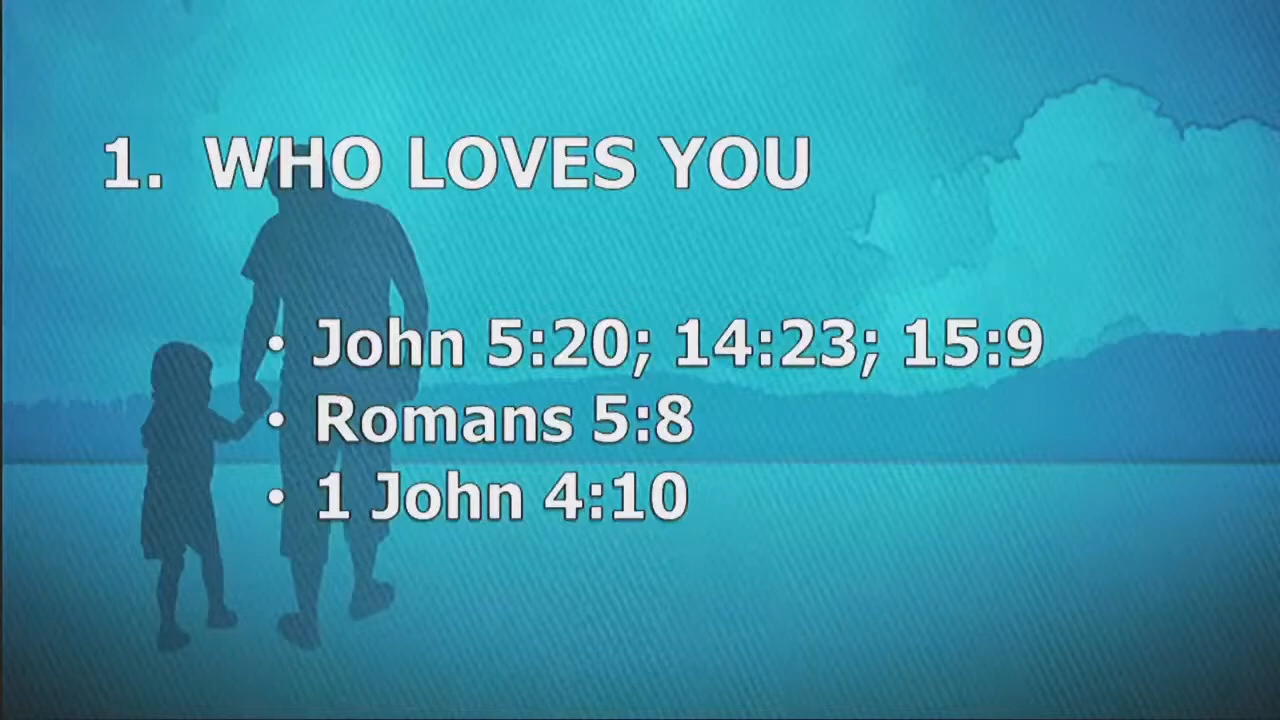 1. WHO LOVES YOU
• John 5:20; 14:23; 15:9
• Romans 5:8
• 1 John 4:10